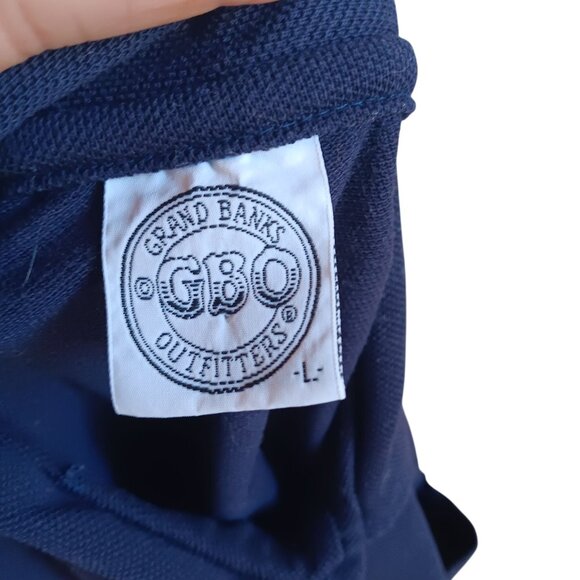 GRAND BANKS
© GBO ®
OUTFITTERS
-L-